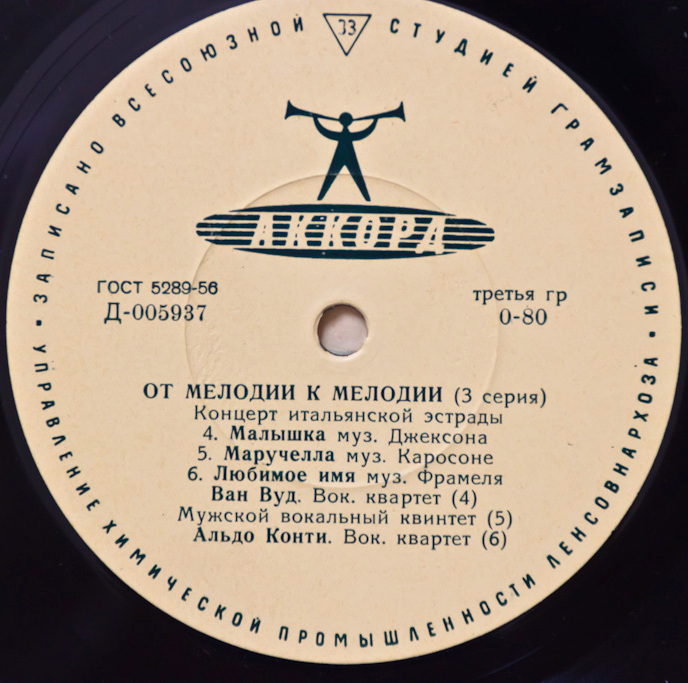 ЗАПИСАНО ВСЕСОЮЗНОЙ СТУДИЕЙ ГРАМЗАПИСИ
33
АККОРД
ГОСТ 5289-56
Д-005937
третья гр
0-80
ОТ МЕЛОДИИ К МЕЛОДИИ (3 серия)
Концерт итальянской эстрады
4. Малышка муз. Джексона
5. Маручелла муз. Каросоне
6. Любимое имя муз. Фрамеля
Ван Вуд. Вок. квартет (4)
Мужской вокальный квинтет (5)
Альдо Конти. Вок. квартет (6)
• УПРАВЛЕНИЕ ХИМИЧЕСКОЙ ПРОМЫШЛЕННОСТИ ЛЕНСОВНАРХОЗА •